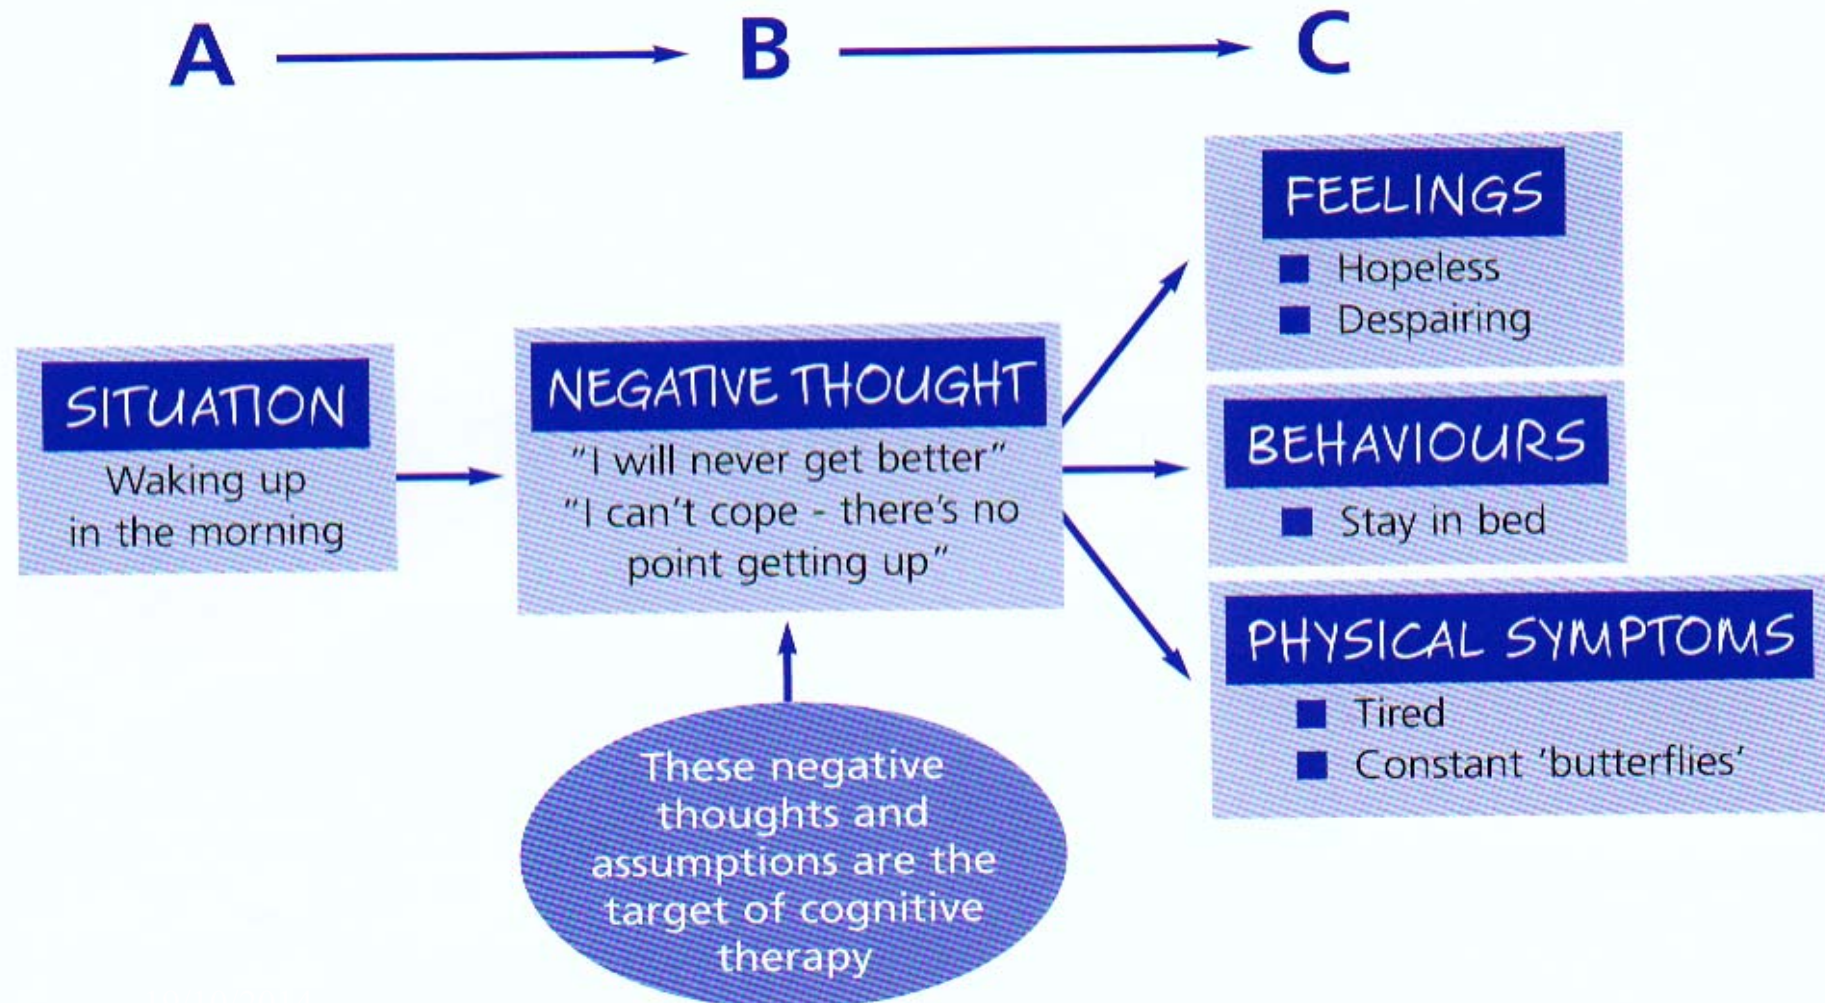 A
B
C
SITUATION
Waking up
in the morning
NEGATIVE THOUGHT
"I will never get better"
"I can't cope - there's no
point getting up"
These negative
thoughts and
assumptions are the
target of cognitive
therapy
FEELINGS
■ Hopeless
■ Despairing
BEHAVIOURS
■ Stay in bed
PHYSICAL SYMPTOMS
■ Tired
■ Constant 'butterflies'